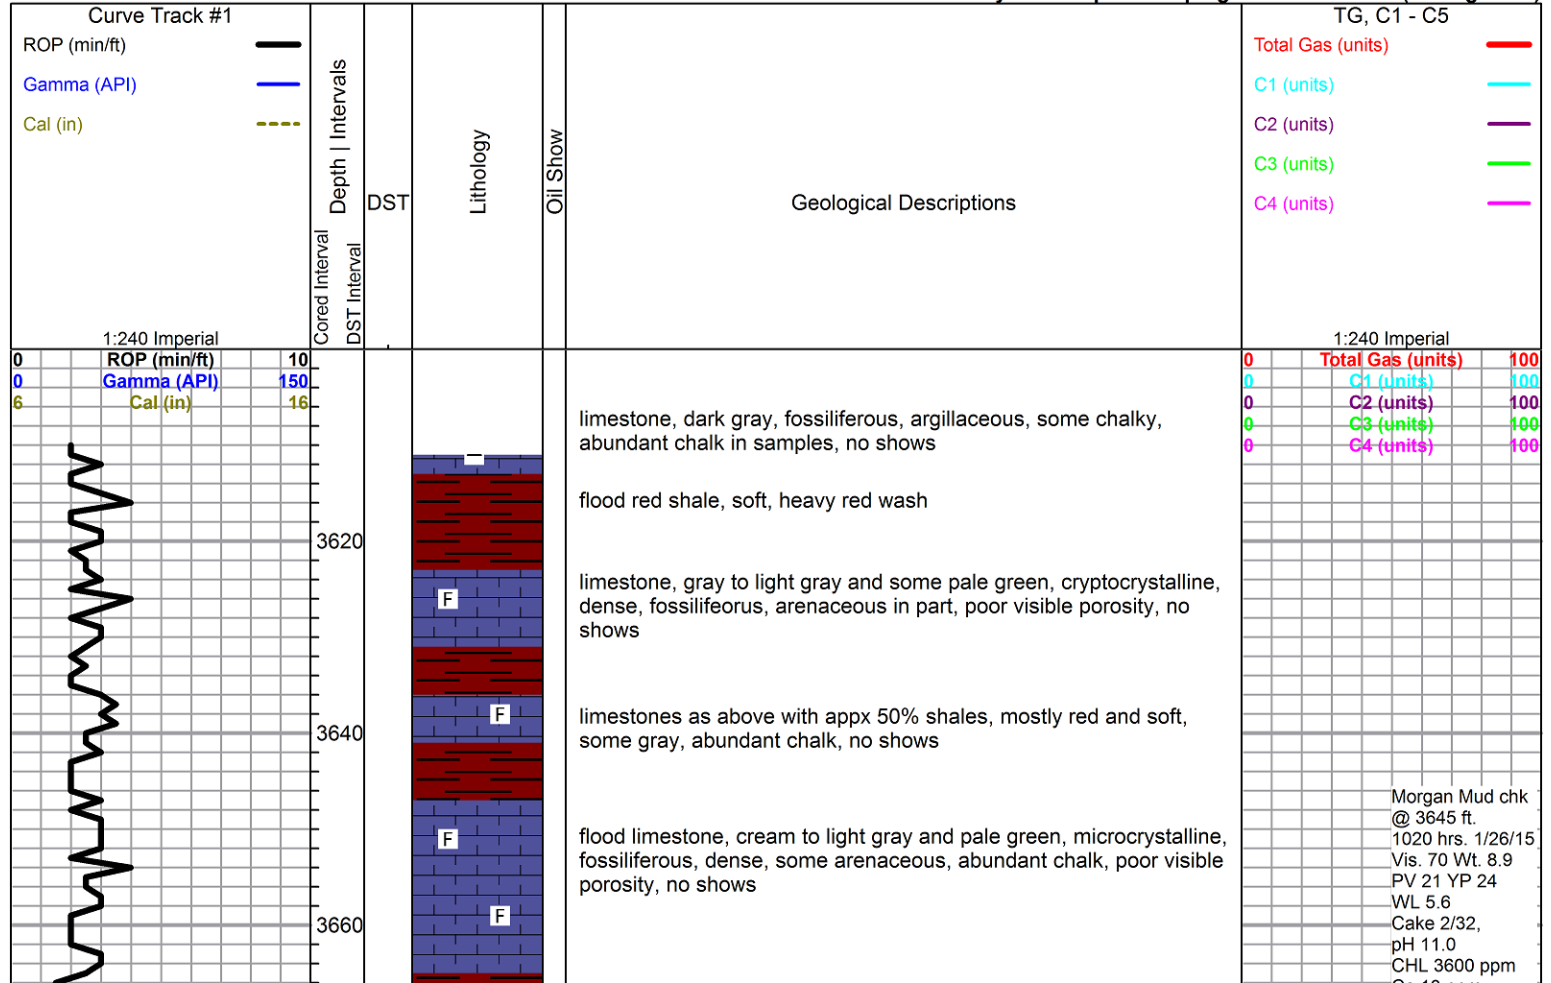 Curve Track #1
ROP (min/ft)
Gamma (API)
Cal (in)
1:240 Imperial
0 ROP (min/ft) 10
0 Gamma (API) 150
6 Cal (in) 16
Cored Interval
Depth | Intervals
DST Interval
DST
Lithology
Oil Show
Geological Descriptions
TG, C1 - C5
Total Gas (units)
C1 (units)
C2 (units)
C3 (units)
C4 (units)
1:240 Imperial
0 Total Gas (units) 100
0 C1 (units) 100
0 C2 (units) 100
0 C3 (units) 100
0 C4 (units) 100
limestone, dark gray, fossiliferous, argillaceous, some chalky,
abundant chalk in samples, no shows
flood red shale, soft, heavy red wash
3620
limestone, gray to light gray and some pale green, cryptocrystalline,
dense, fossilifeorus, arenaceous in part, poor visible porosity, no
shows
F
F
limestones as above with appx 50% shales, mostly red and soft,
some gray, abundant chalk, no shows
3640
F
flood limestone, cream to light gray and pale green, microcrystalline,
fossiliferous, dense, some arenaceous, abundant chalk, poor visible
porosity, no shows
F
3660
Morgan Mud chk
@ 3645 ft.
1020 hrs. 1/26/15
Vis. 70 Wt. 8.9
PV 21 YP 24
WL 5.6
Cake 2/32,
pH 11.0
CHL 3600 ppm